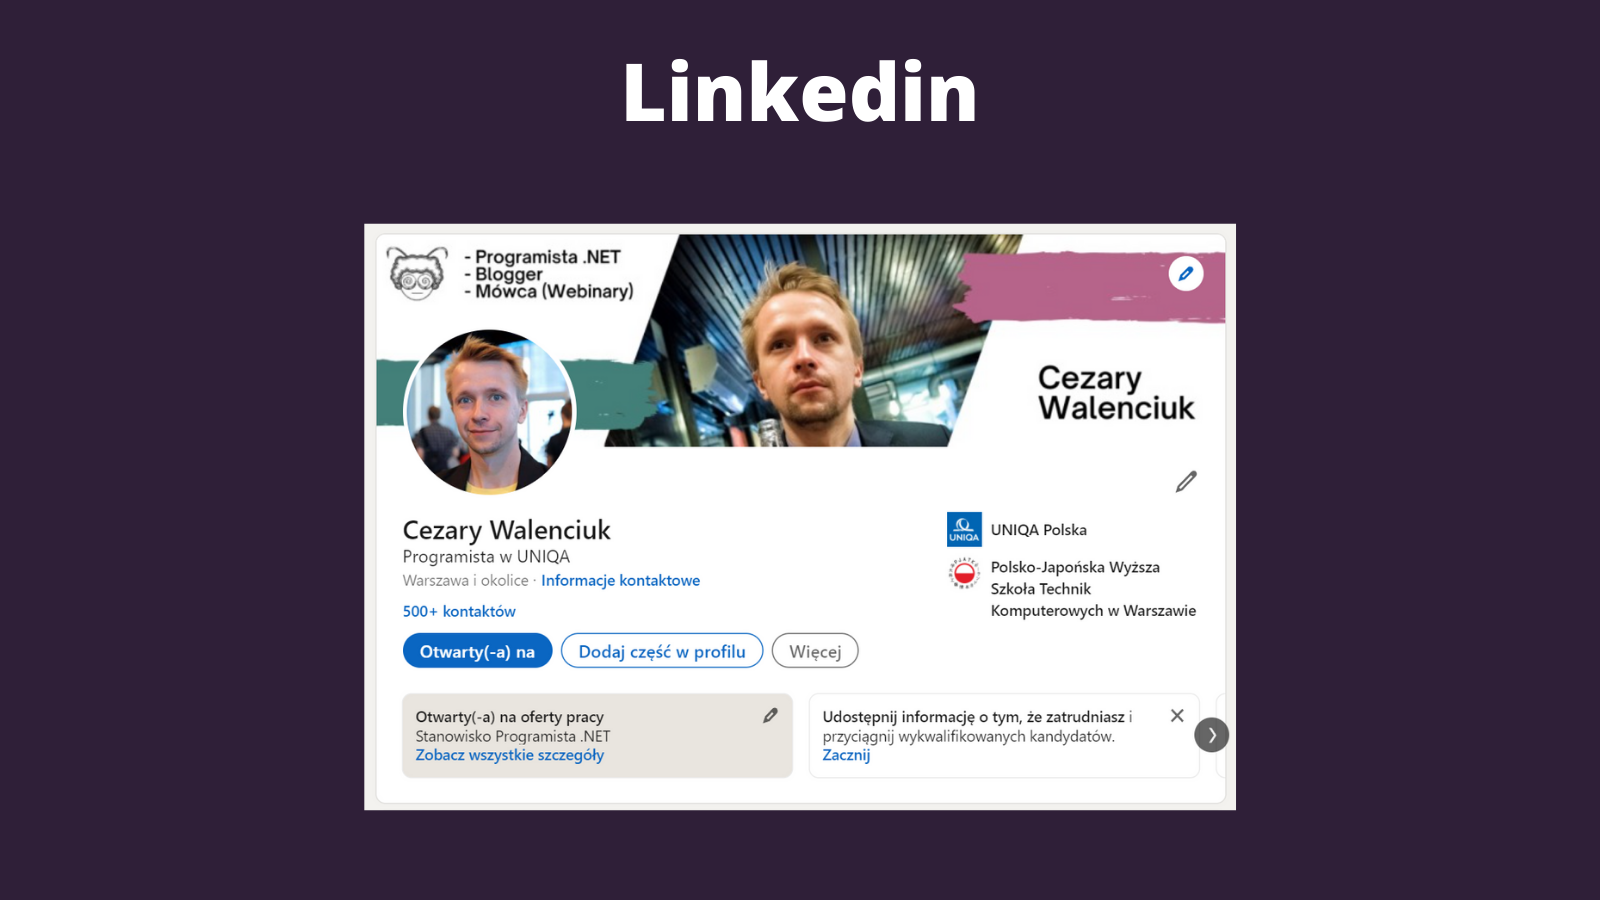 Linkedin
- Programista .NET
- Blogger
- Mówca (Webinary)
Cezary
Walenciuk
Cezary Walenciuk
Programista w UNIQA
Warszawa i okolice · Informacje kontaktowe
500+ kontaktów
UNIQA
UNIQA Polska
Polsko-Japońska Wyższa
Szkoła Technik
Komputerowych w Warszawie
Otwarty(-a) na
Dodaj część w profilu
Więcej
Otwarty(-a) na oferty pracy
Stanowisko Programista .NET
Zobacz wszystkie szczegóły
Udostępnij informację o tym, że zatrudniasz i
przyciągnij wykwalifikowanych kandydatów.
Zacznij